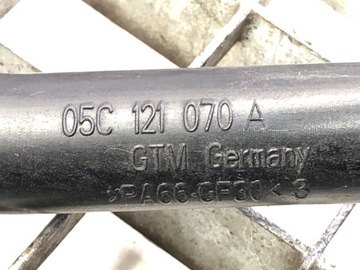 05C 121 070 A
GTM Germany
>PA66-GF30< 3